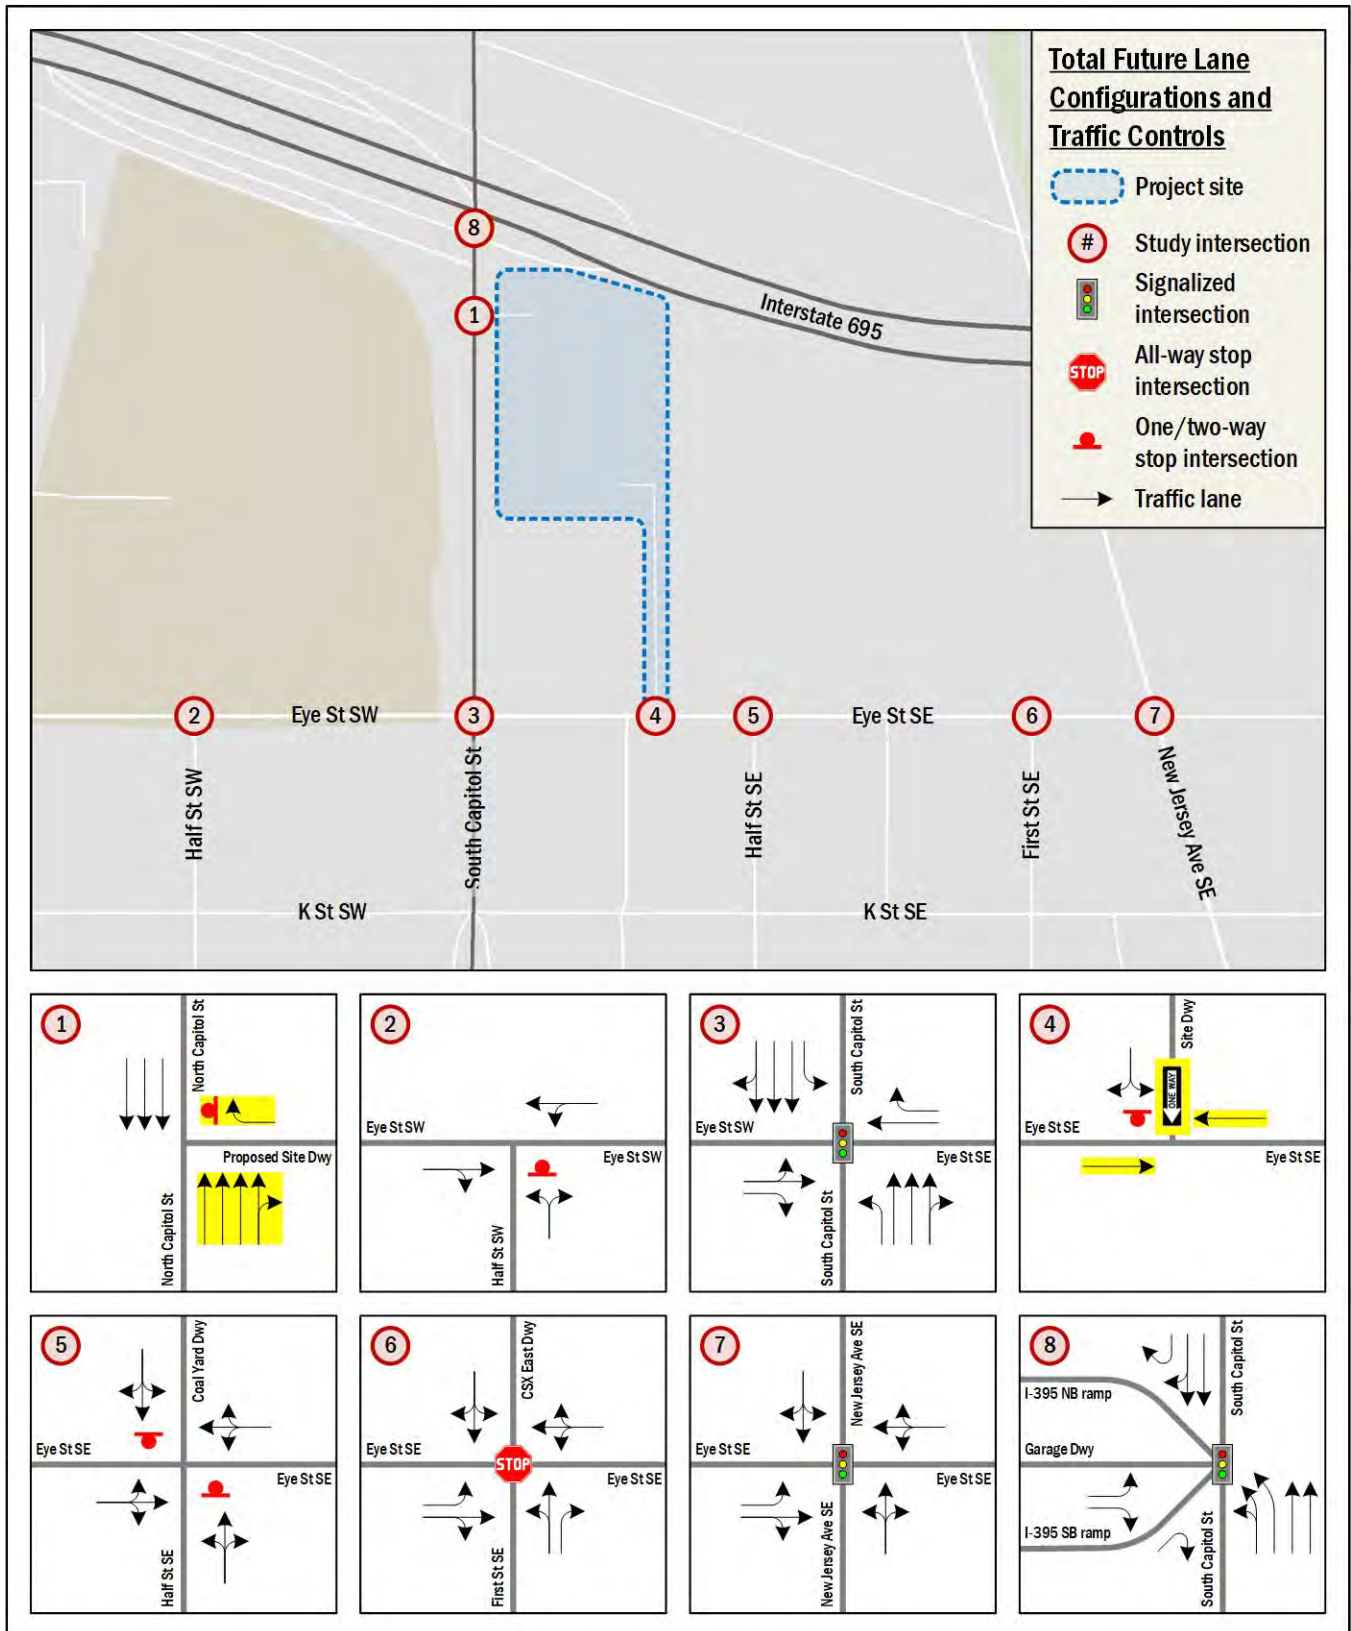 Total Future Lane
Configurations and
Traffic Controls
Project site
#
Study intersection
Signalized
intersection
STOP
All-way stop
intersection
One/two-way
stop intersection
Traffic lane
8
1
Interstate 695
2
Eye St SW
3
4
5
Eye St SE
6
7
Half St SW
South Capitol St
Half St SE
First St SE
New Jersey Ave SE
K St SW
K St SE
1
North Capitol St
Proposed Site Dwy
North Capitol St
2
Eye St SW
Eye St SW
Half St SW
3
South Capitol St
Eye St SW
Eye St SE
South Capitol St
4
Site Dwy
ONE WAY
Eye St SE
Eye St SE
5
Coal Yard Dwy
Eye St SE
Eye St SE
Half St SE
6
CSX East Dwy
Eye St SE
STOP
Eye St SE
First St SE
7
New Jersey Ave SE
Eye St SE
Eye St SE
New Jersey Ave SE
8
South Capitol St
I-395 NB ramp
Garage Dwy
I-395 SB ramp
South Capitol St